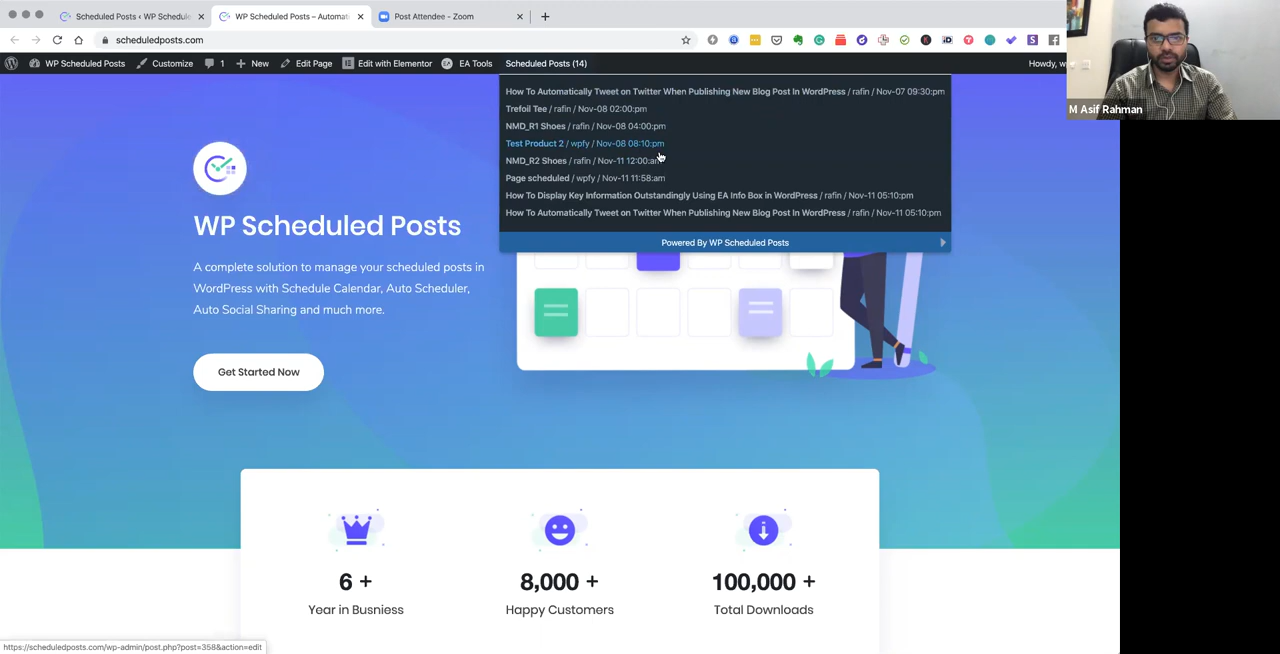 Scheduled Posts ‹ WP Schedule
WP Scheduled Posts – Automat
Post Attendee - Zoom
scheduledposts.com
M Asif Rahman
WP Scheduled Posts
Customize
1
New
Edit Page
Edit with Elementor
EA Tools
Scheduled Posts (14)
Howdy, w
How To Automatically Tweet on Twitter When Publishing New Blog Post In WordPress / rafin / Nov-07 09:30:pm
Trefoil Tee / rafin / Nov-08 02:00:pm
NMD_R1 Shoes / rafin / Nov-08 04:00:pm
Test Product 2 / wpfy / Nov-08 08:10:pm
NMD_R2 Shoes / rafin / Nov-11 12:00:am
Page scheduled / wpfy / Nov-11 11:58:am
How To Display Key Information Outstandingly Using EA Info Box in WordPress / rafin / Nov-11 05:10:pm
How To Automatically Tweet on Twitter When Publishing New Blog Post In WordPress / rafin / Nov-11 05:10:pm
Powered By WP Scheduled Posts
WP Scheduled Posts
A complete solution to manage your scheduled posts in
WordPress with Schedule Calendar, Auto Scheduler,
Auto Social Sharing and much more.
Get Started Now
6 +
Year in Busniess
8,000 +
Happy Customers
100,000 +
Total Downloads
https://scheduledposts.com/wp-admin/post.php?post=358&action=edit